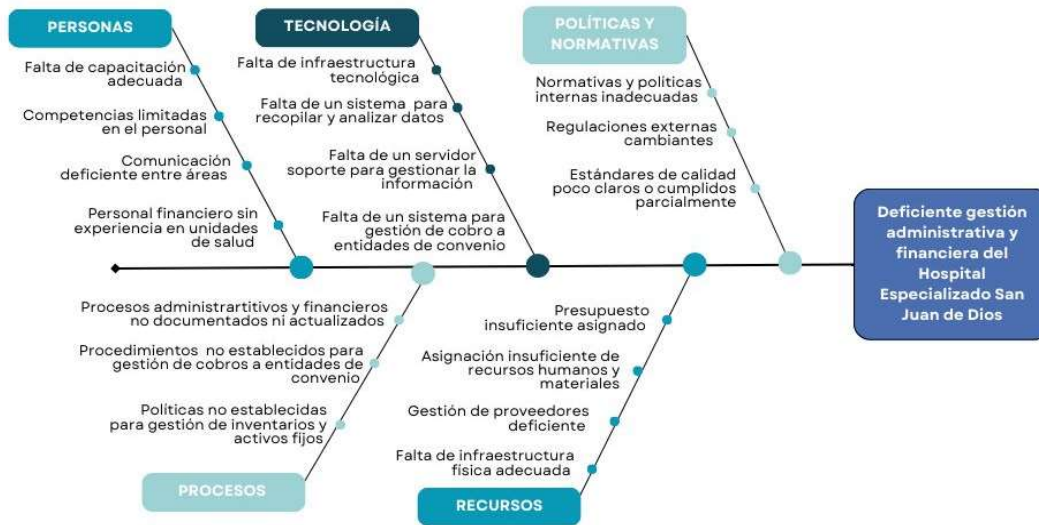 PERSONAS
Falta de capacitación
adecuada
Competencias limitadas
en el personal
Comunicación
deficiente entre áreas
Personal financiero sin
experiencia en unidades
de salud
TECNOLOGÍA
Falta de infraestructura
tecnológica
Falta de un sistema para
recopilar y analizar datos
Falta de un servidor
soporte para gestionar la
información
Falta de un sistema para
gestión de cobro a
entidades de convenio
POLÍTICAS Y
NORMATIVAS
Normativas y políticas
internas inadecuadas
Regulaciones externas
cambiantes
Estándares de calidad
poco claros o cumplidos
parcialmente
Deficiente gestión
administrativa y
financiera del
Hospital
Especializado San
Juan de Dios
Procesos administrartitivos y financieros
no documentados ni actualizados
Procedimientos no establecidos para
gestión de cobros a entidades de
convenio
Políticas no establecidas
para gestión de inventarios y
activos fijos
PROCESOS
Presupuesto
insuficiente asignado
Asignación insuficiente de
recursos humanos y
materiales
Gestión de proveedores
deficiente
Falta de infraestructura
física adecuada
RECURSOS